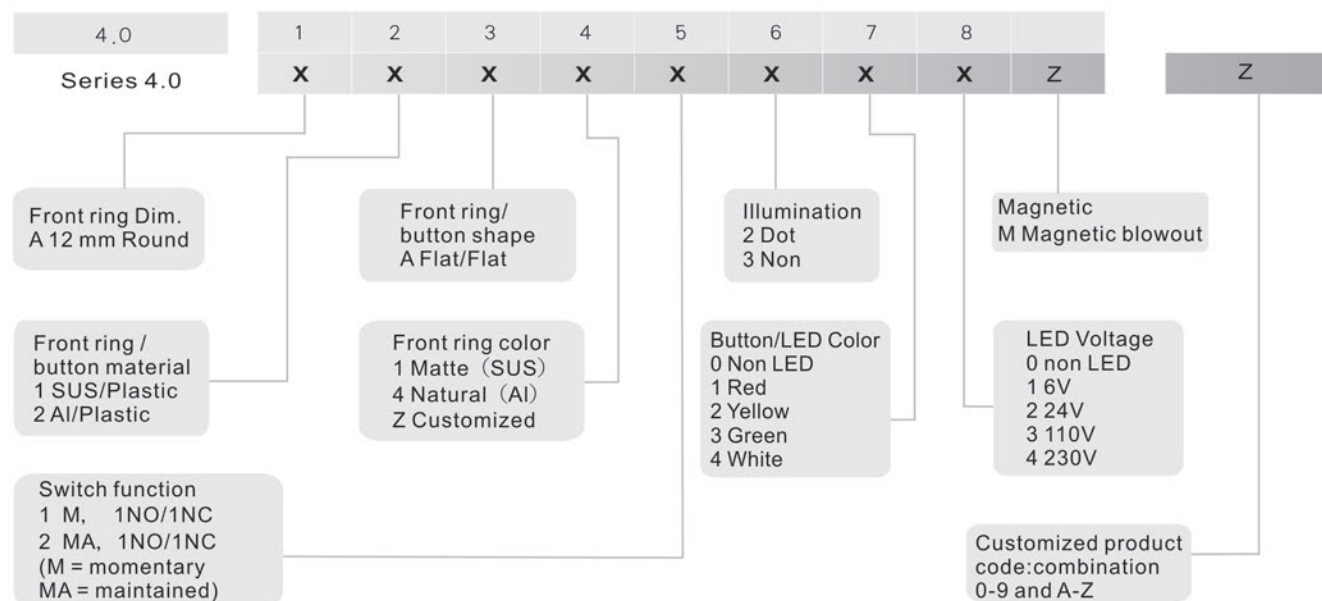 4.0 1 2 3 4 5 6 7 8
Series 4.0 X X X X X X X X Z Z
Front ring Dim.
A 12 mm Round
Front ring/
button shape
A Flat/Flat
Illumination
2 Dot
3 Non
Magnetic
M Magnetic blowout
Front ring /
button material
1 SUS/Plastic
2 Al/Plastic
Front ring color
1 Matte (SUS)
4 Natural (Al)
Z Customized
Button/LED Color
0 Non LED
1 Red
2 Yellow
3 Green
4 White
LED Voltage
0 non LED
1 6V
2 24V
3 110V
4 230V
Switch function
1 M, 1NO/1NC
2 MA, 1NO/1NC
(M = momentary
MA = maintained)
Customized product
code:combination
0-9 and A-Z